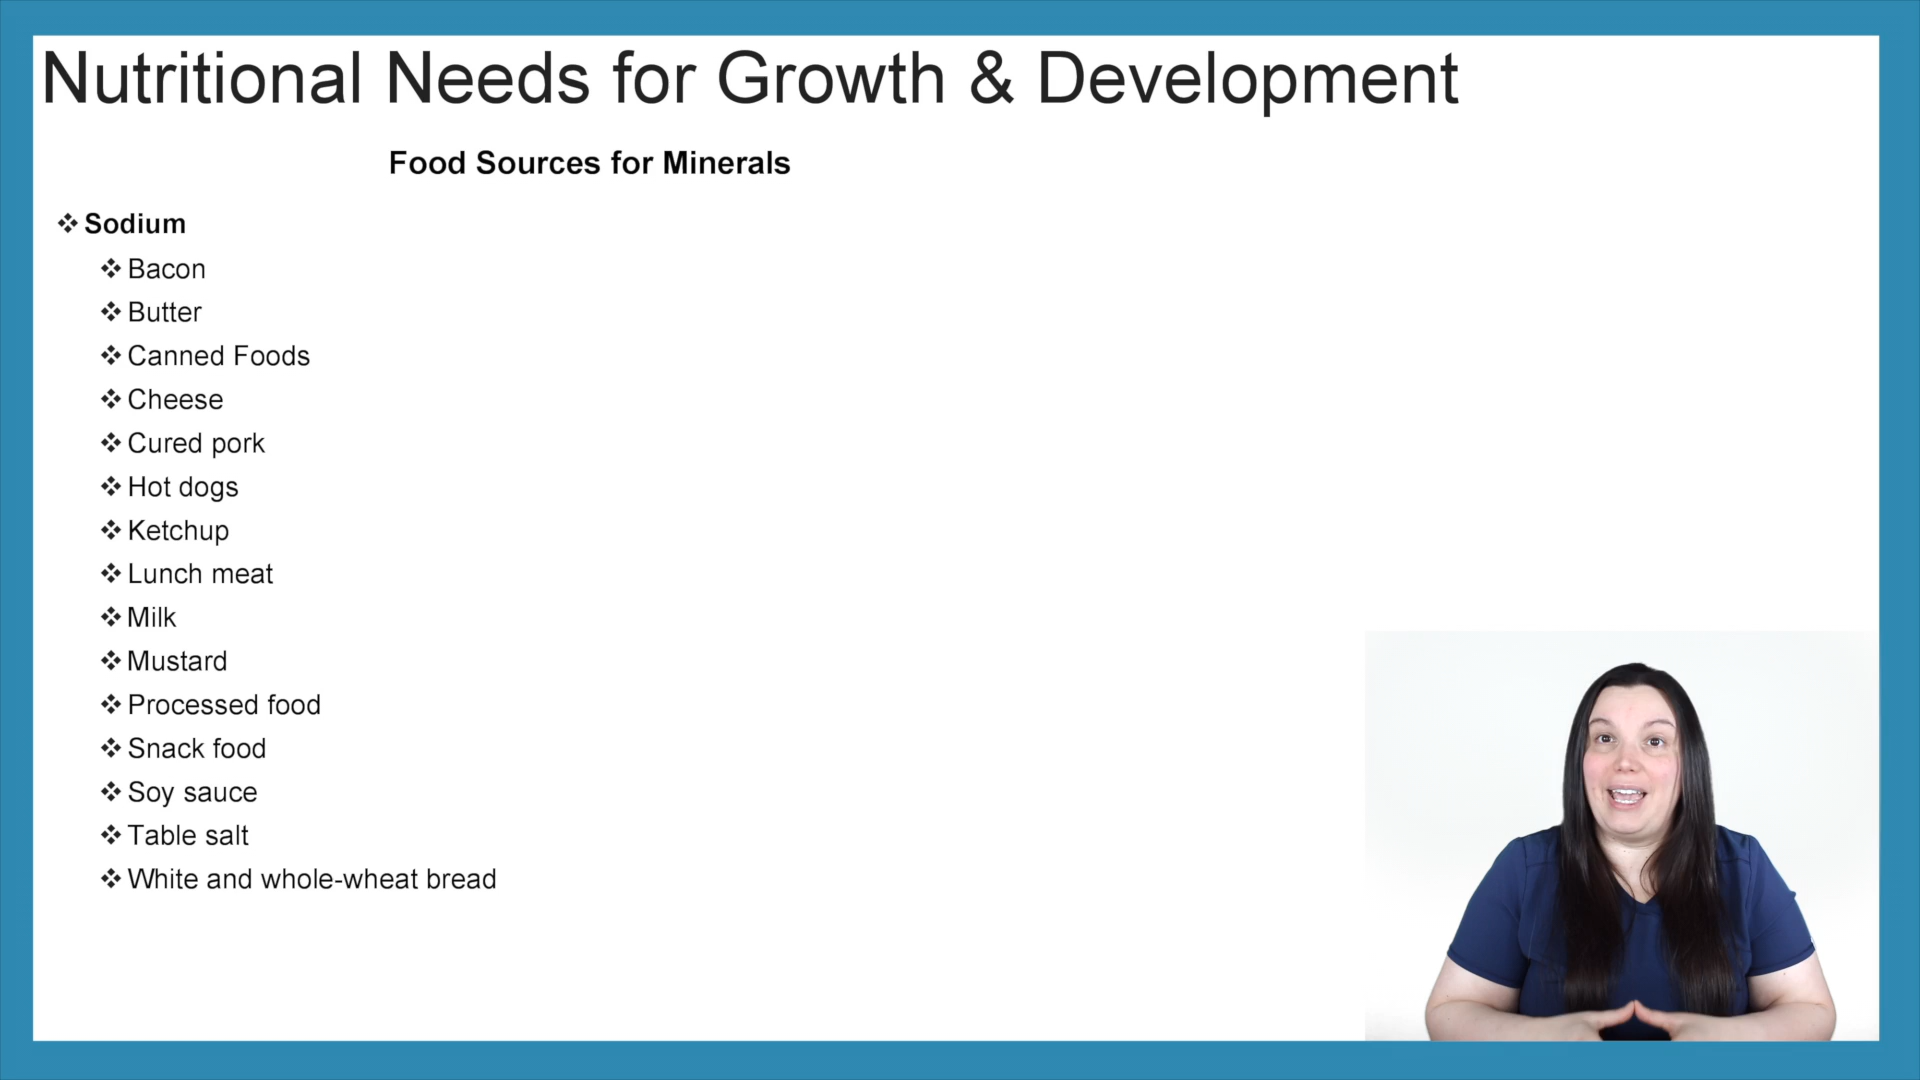 Nutritional Needs for Growth & Development
Food Sources for Minerals
❖ Sodium
❖ Bacon
❖ Butter
❖ Canned Foods
❖ Cheese
❖ Cured pork
❖ Hot dogs
❖ Ketchup
❖ Lunch meat
❖ Milk
❖ Mustard
❖ Processed food
❖ Snack food
❖ Soy sauce
❖ Table salt
❖ White and whole-wheat bread